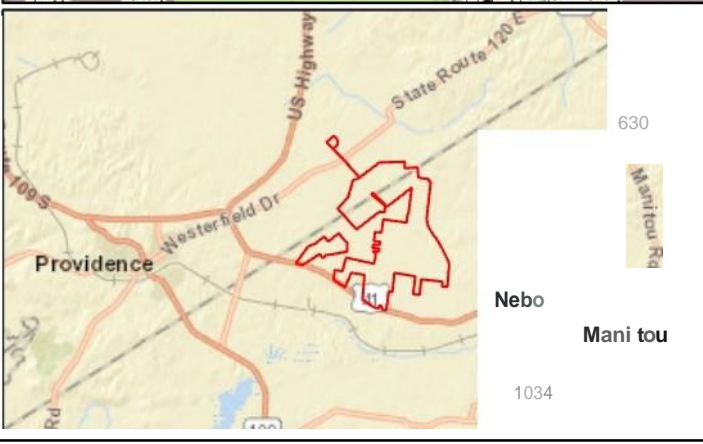 US Highway
State Route 120 E
630
109 S
Manitou Rd
Westerfield Dr
Providence
41
Nebo
Mani tou
1034
Rd